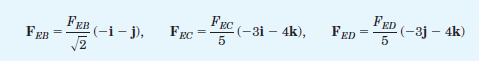 F_EB = F_EB/√2 (−i − j), F_EC = F_EC/5 (−3i − 4k), F_ED = F_ED/5 (−3j − 4k)